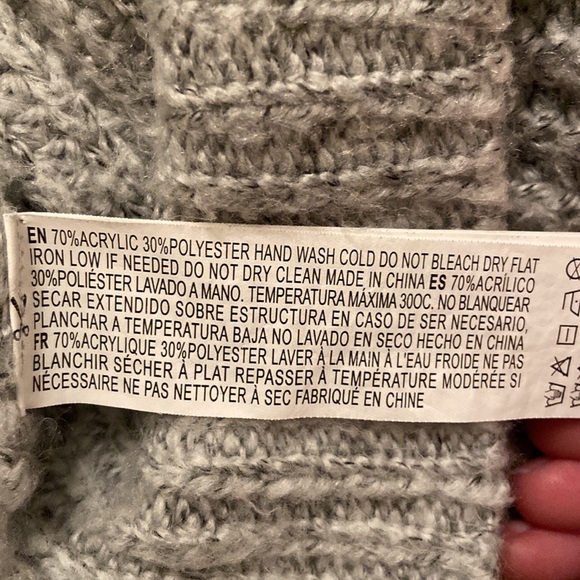 EN 70%ACRYLIC 30%POLYESTER HAND WASH COLD DO NOT BLEACH DRY FLAT
IRON LOW IF NEEDED DO NOT DRY CLEAN MADE IN CHINA ES 70%ACRÍLICO
30%POLIÉSTER LAVADO A MANO. TEMPERATURA MÁXIMA 30OC. NO BLANQUEAR
SECAR EXTENDIDO SOBRE ESTRUCTURA EN CASO DE SER NECESARIO,
PLANCHAR A TEMPERATURA BAJA NO LAVADO EN SECO HECHO EN CHINA
FR 70%ACRYLIQUE 30%POLYESTER LAVER À LA MAIN À L'EAU FROIDE NE PAS
BLANCHIR SÉCHER À PLAT REPASSER À TEMPÉRATURE MODÉRÉE SI
NÉCESSAIRE NE PAS NETTOYER À SEC FABRIQUÉ EN CHINE